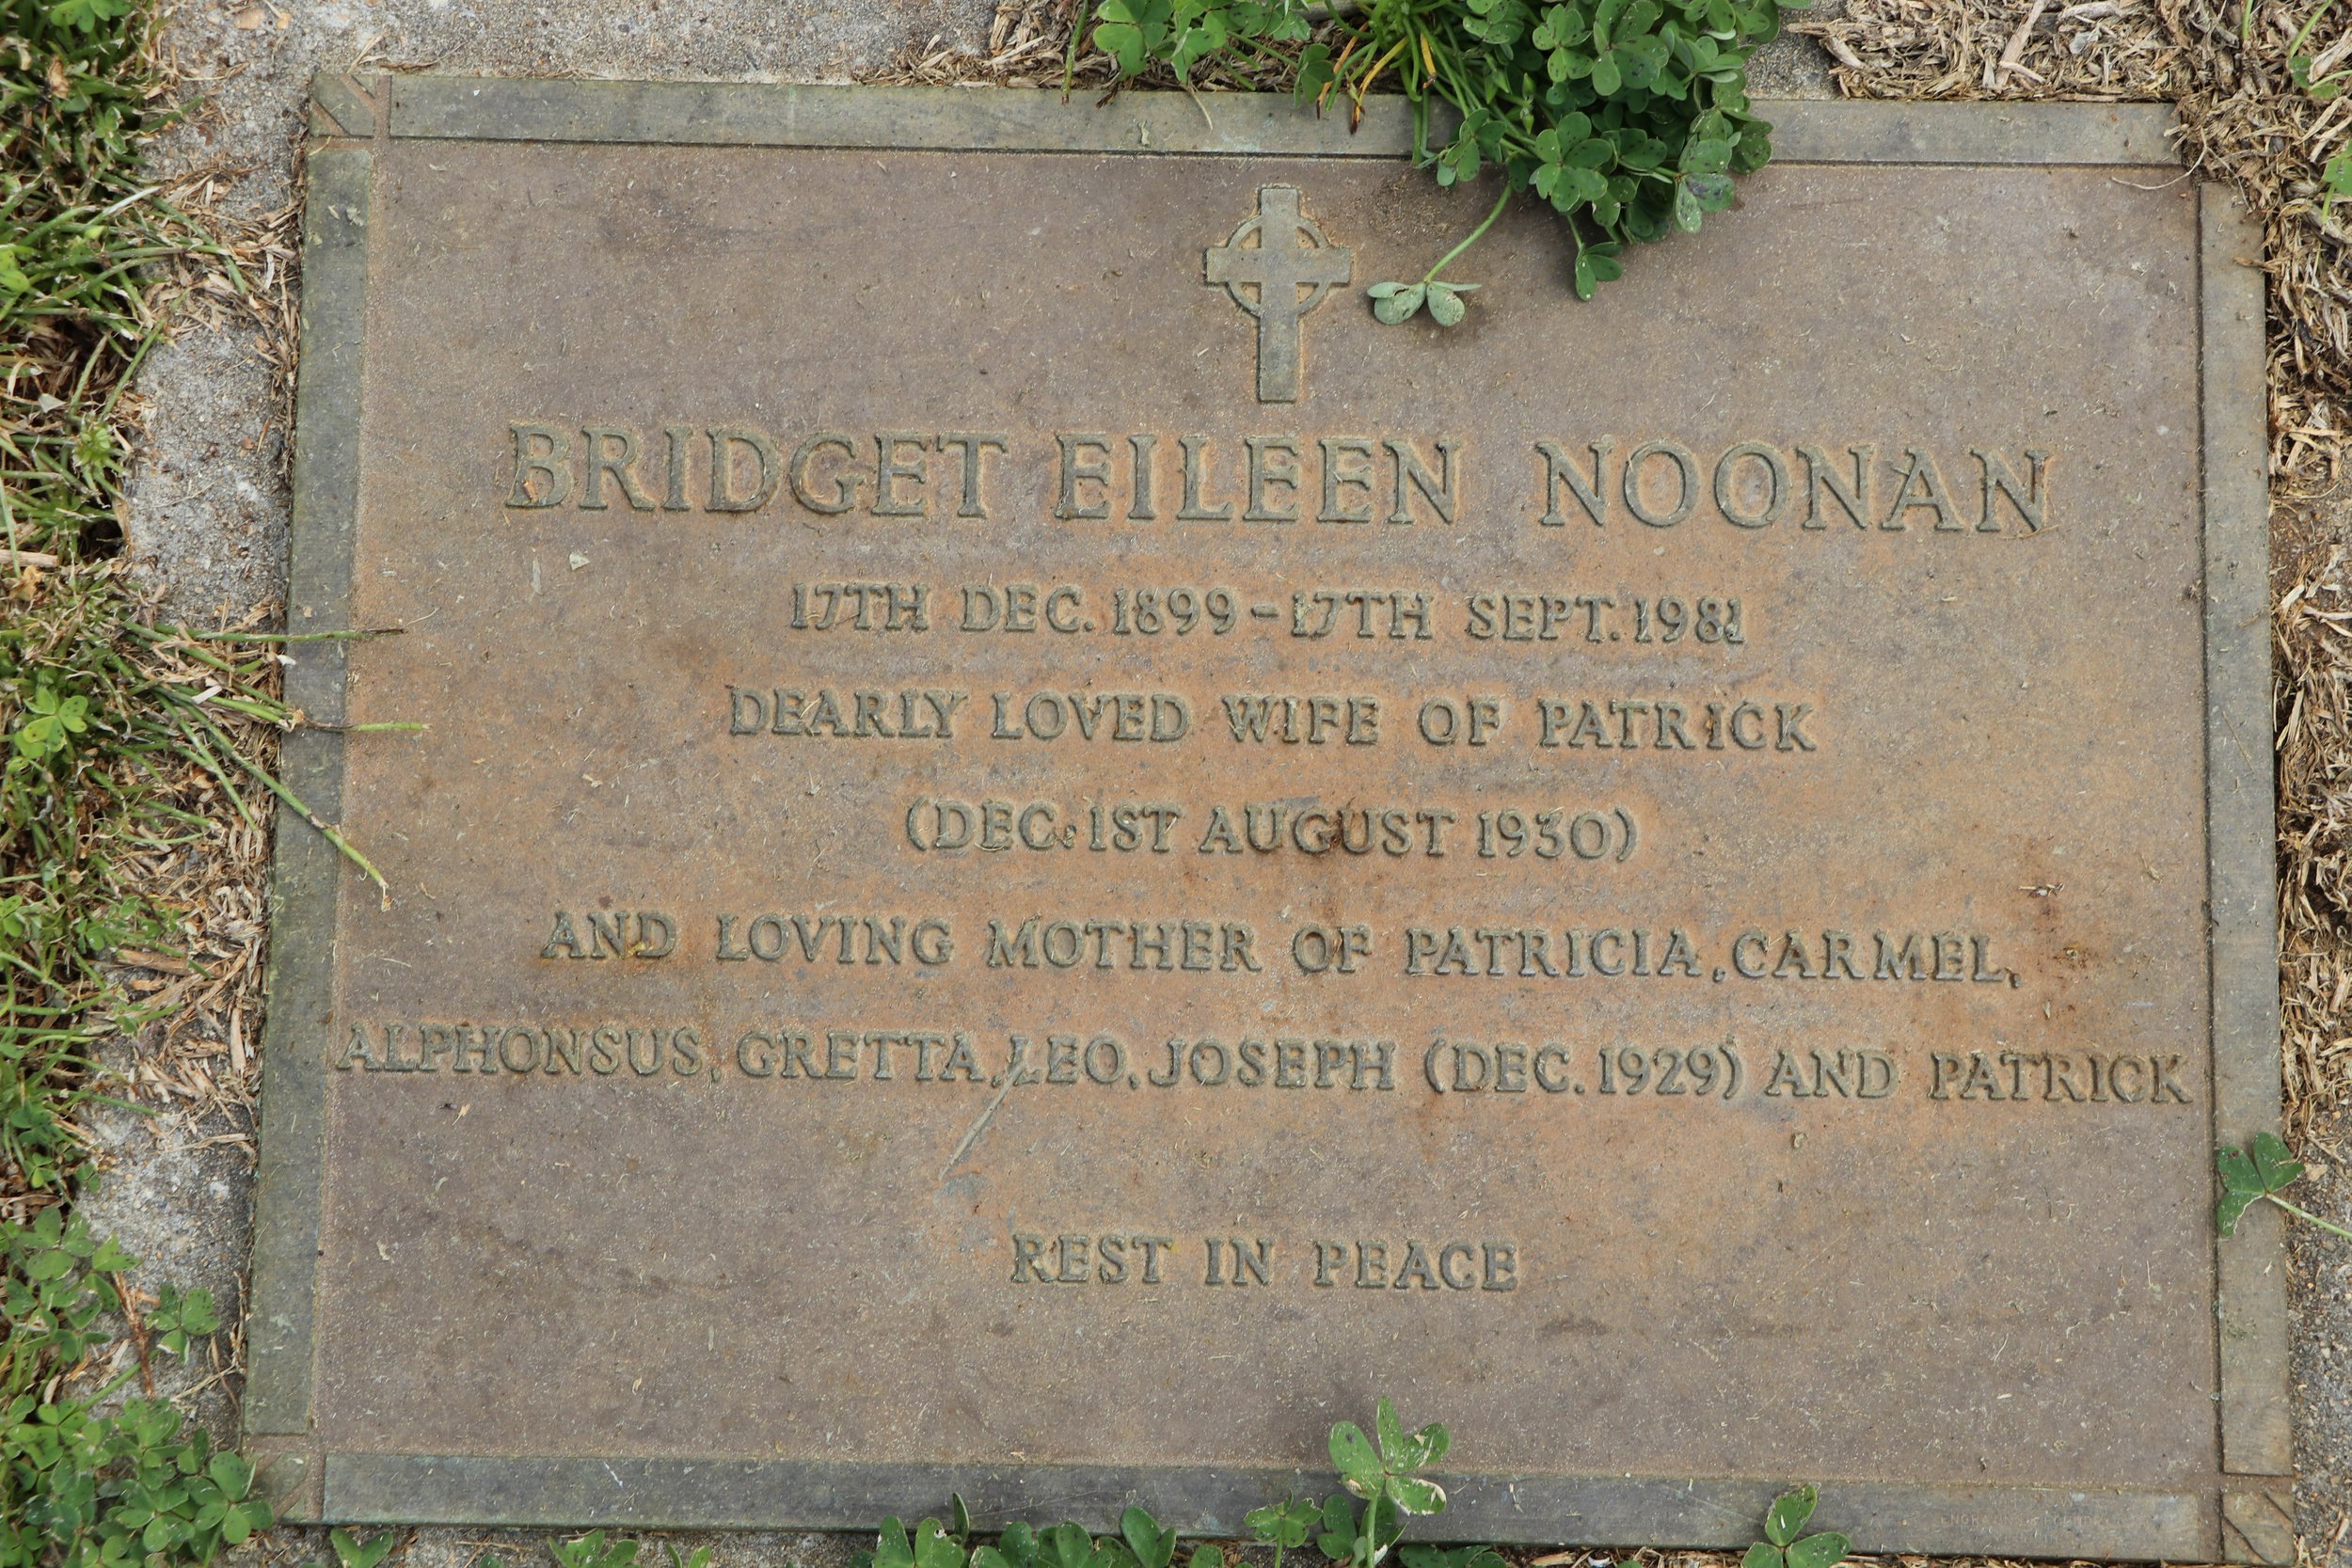 BRIDGET EILEEN NOONAN
17TH DEC. 1899-17TH SEPT. 1981
DEARLY LOVED WIFE OF PATRICK
(DEC. 1ST AUGUST 1930)
AND LOVING MOTHER OF PATRICIA, CARMEL,
ALPHONSUS, GRETTA, LEO, JOSEPH (DEC. 1929) AND PATRICK
REST IN PEACE